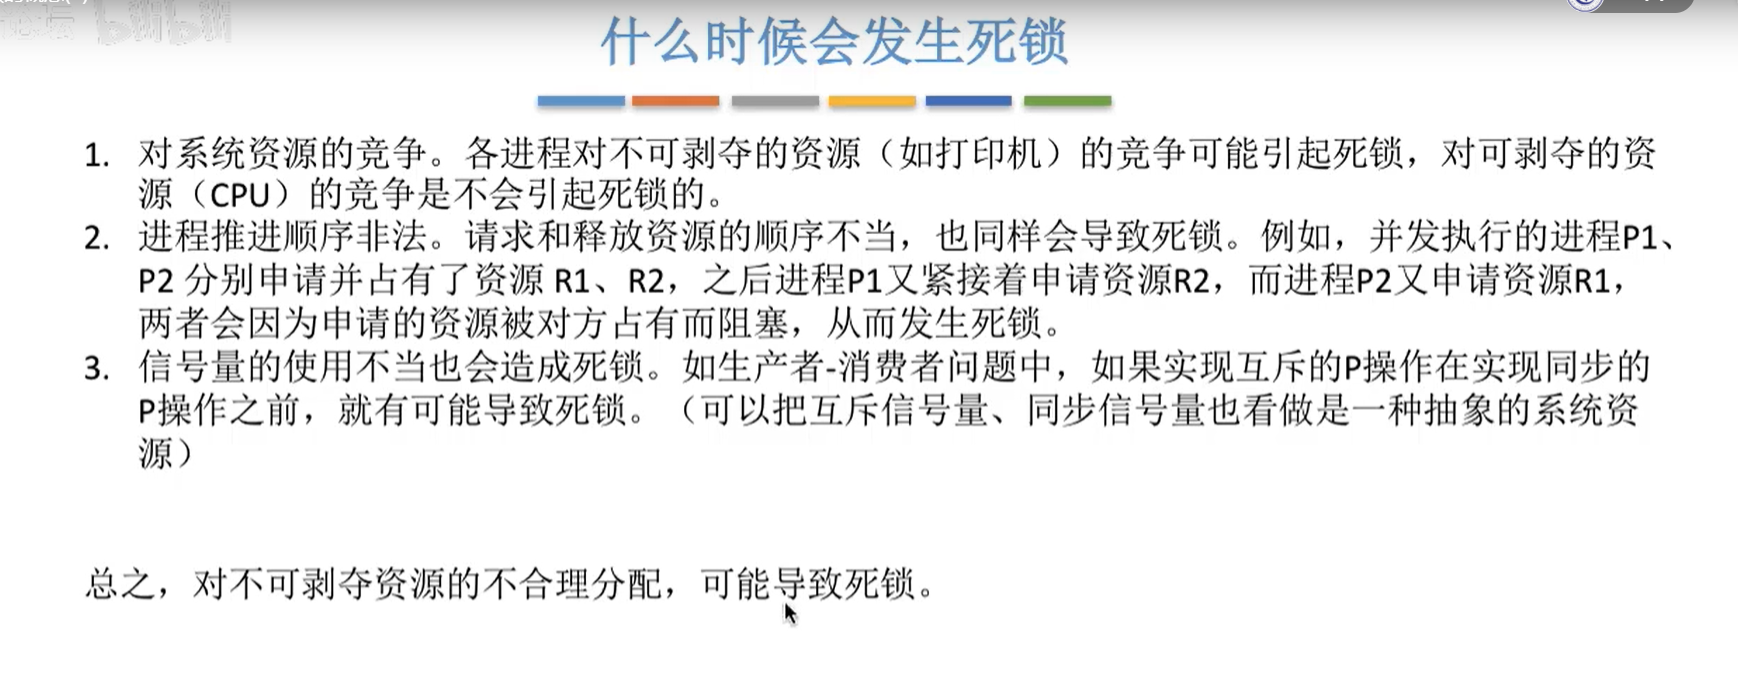 什么时候会发生死锁
1. 对系统资源的竞争。各进程对不可剥夺的资源（如打印机）的竞争可能引起死锁，对可剥夺的资
源（CPU）的竞争是不会引起死锁的。
2. 进程推进顺序非法。请求和释放资源的顺序不当，也同样会导致死锁。例如，并发执行的进程P1、
P2 分别申请并占有了资源 R1、R2，之后进程P1又紧接着申请资源R2，而进程P2又申请资源R1，
两者会因为申请的资源被对方占有而阻塞，从而发生死锁。
3. 信号量的使用不当也会造成死锁。如生产者-消费者问题中，如果实现互斥的P操作在实现同步的
P操作之前，就有可能导致死锁。（可以把互斥信号量、同步信号量也看做是一种抽象的系统资
源）
总之，对不可剥夺资源的不合理分配，可能导致死锁。